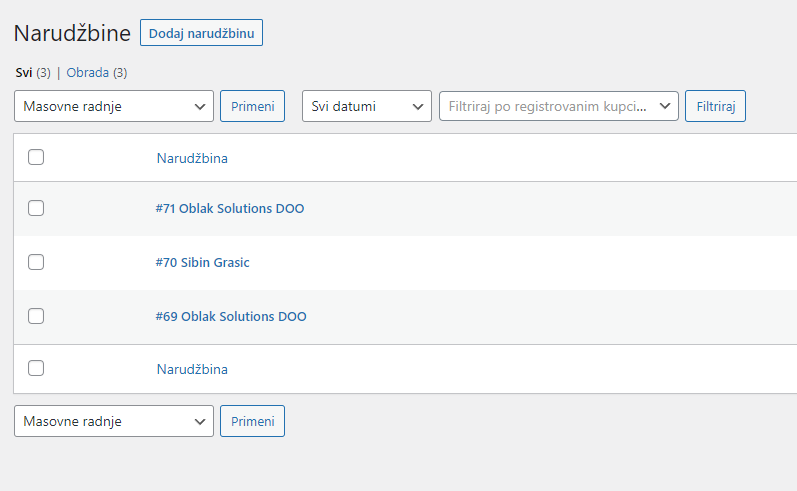 Narudžbine Dodaj narudžbinu
Svi (3) | Obrada (3)
Masovne radnje Primeni Svi datumi Filtriraj po registrovanim kupci... Filtriraj
Narudžbina
#71 Oblak Solutions DOO
#70 Sibin Grasic
#69 Oblak Solutions DOO
Narudžbina
Masovne radnje Primeni